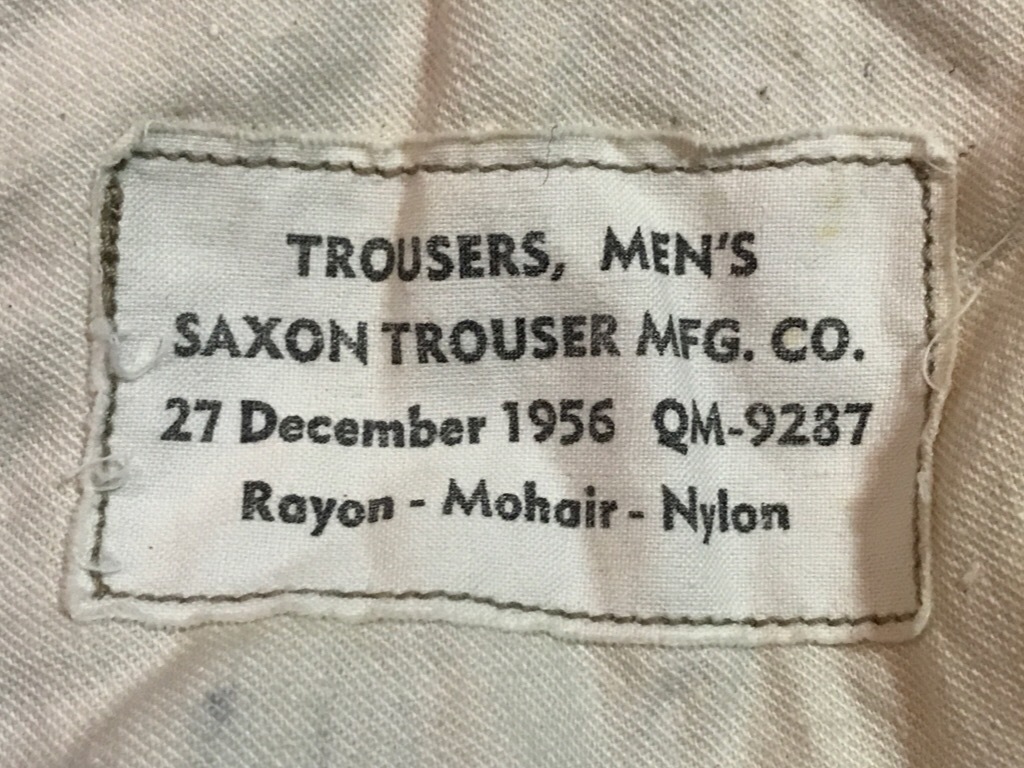 TROUSERS, MEN'S
SAXON TROUSER MFG. CO.
27 December 1956 QM-9287
Rayon - Mohair - Nylon